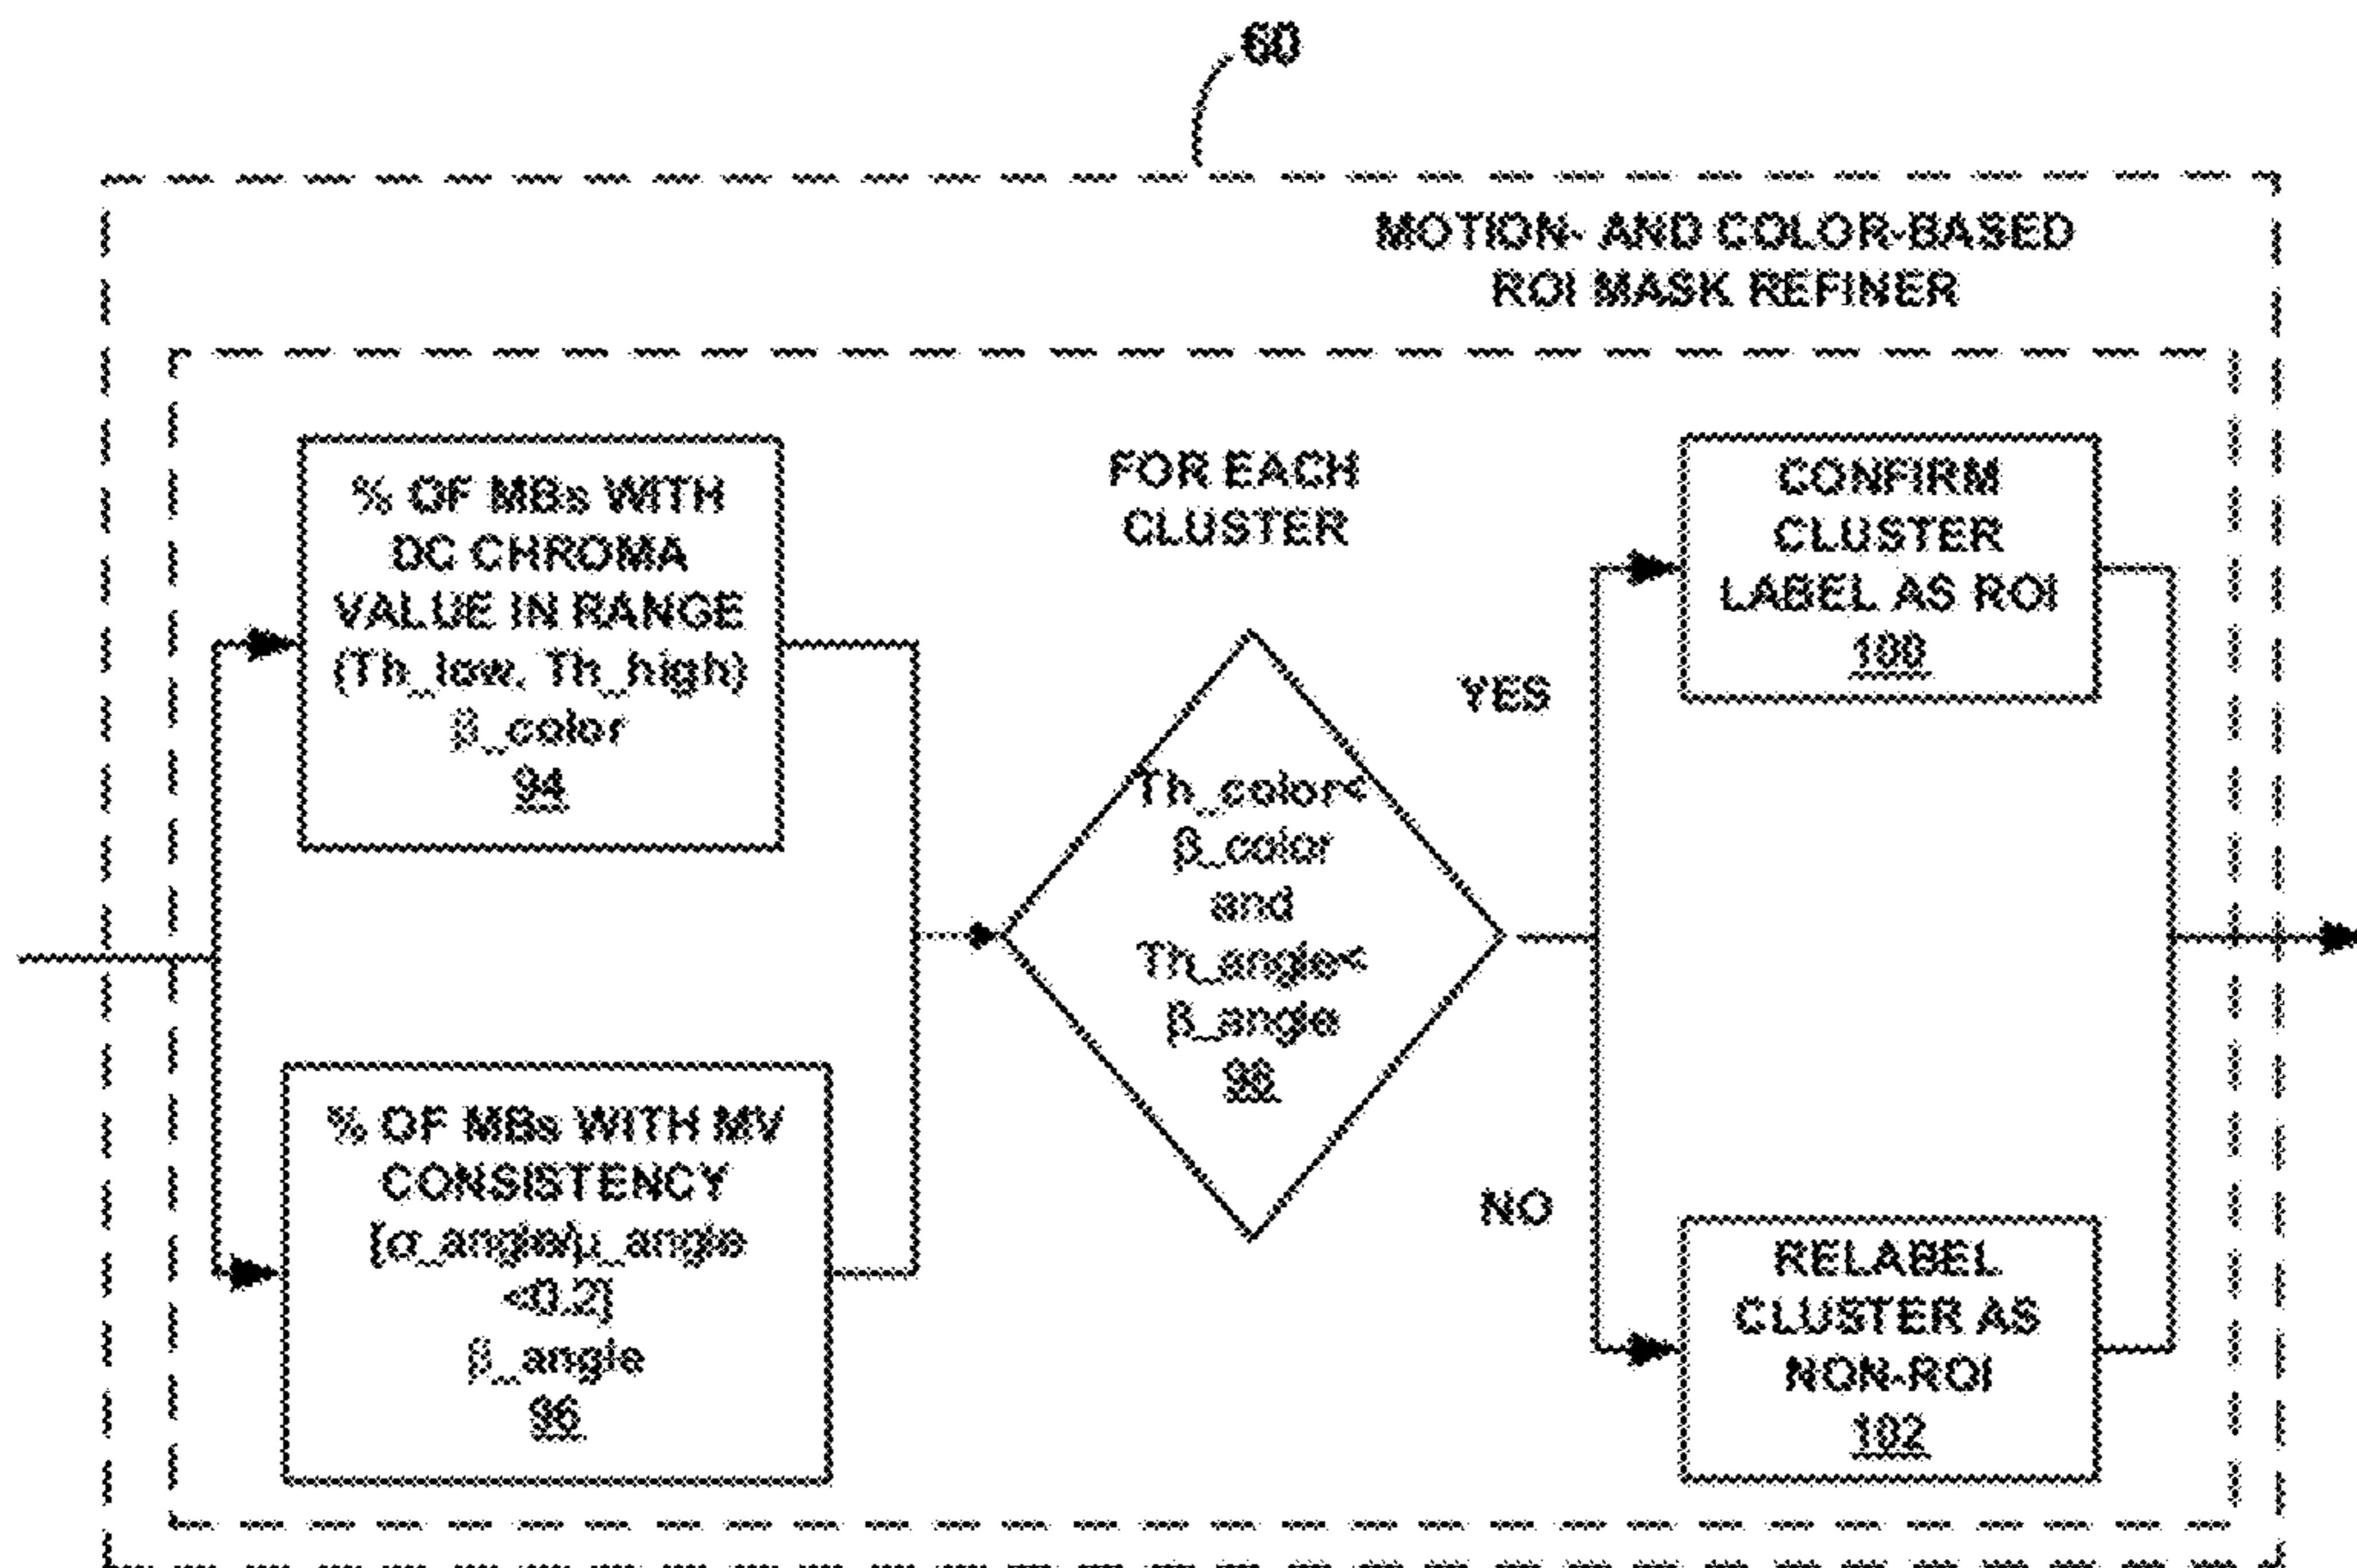 60
MOTION- AND COLOR-BASED
ROI MASK REFINER
% OF MBs WITH
DC CHROMA
VALUE IN RANGE
(Th_low, Th_high)
β_color
94
% OF MBs WITH MV
CONSISTENCY
[σ_angle/μ_angle
<0.2]
β_angle
96
FOR EACH
CLUSTER
Th_color<
β_color
and
Th_angle<
β_angle
98
YES
NO
CONFIRM
CLUSTER
LABEL AS ROI
100
RELABEL
CLUSTER AS
NON-ROI
102